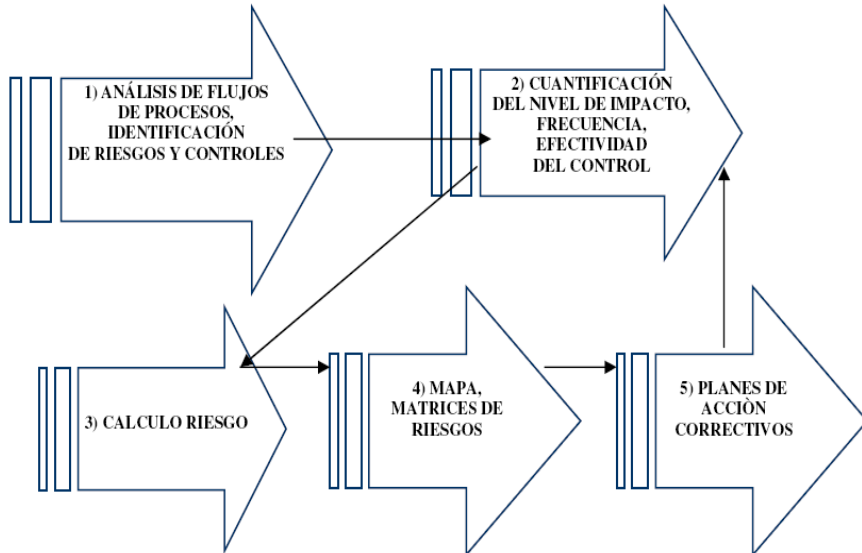 1) ANÁLISIS DE FLUJOS
DE PROCESOS,
IDENTIFICACIÓN
DE RIESGOS Y CONTROLES
2) CUANTIFICACIÓN
DEL NIVEL DE IMPACTO,
FRECUENCIA,
EFECTIVIDAD
DEL CONTROL
3) CALCULO RIESGO
4) MAPA,
MATRICES DE
RIESGOS
5) PLANES DE
ACCIÒN
CORRECTIVOS